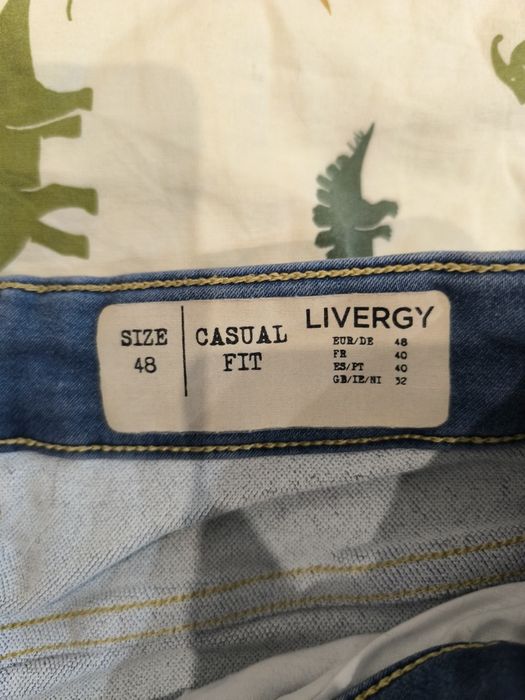 SIZE
48
CASUAL
FIT
LIVERGY
EUR/DE 48
FR 40
ES/PT 40
GB/IE/NI 32